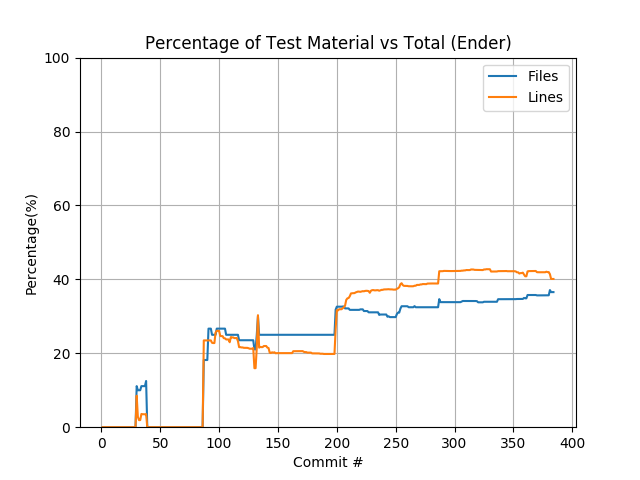 Percentage of Test Material vs Total (Ender)
Files
Lines
100
80
60
40
20
0
Percentage(%)
0 50 100 150 200 250 300 350 400
Commit #